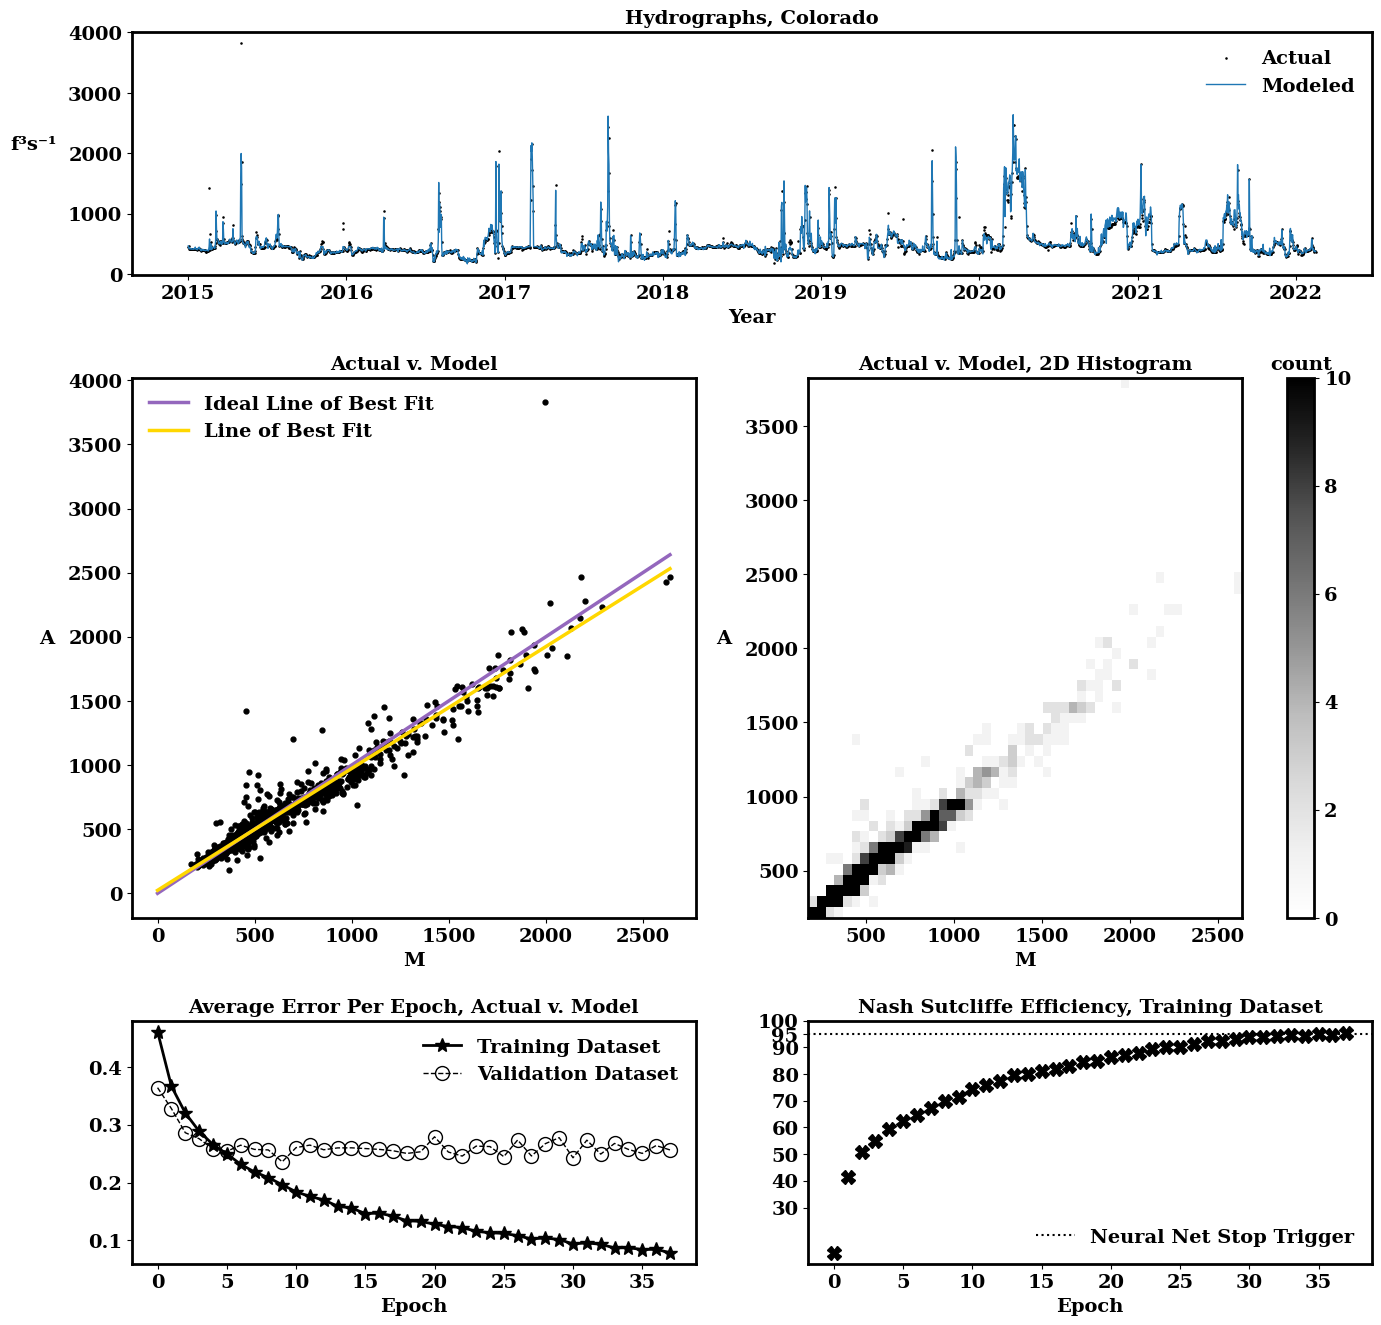 Hydrographs, Colorado
4000
3000
2000
1000
0
f³s⁻¹
Actual
Modeled
2015 2016 2017 2018 2019 2020 2021 2022
Year
Actual v. Model
4000
3500
3000
2500
2000
1500
1000
500
0
A
Ideal Line of Best Fit
Line of Best Fit
0 500 1000 1500 2000 2500
M
Actual v. Model, 2D Histogram
3500
3000
2500
2000
1500
1000
500
A
500 1000 1500 2000 2500
M
count
10
8
6
4
2
0
Average Error Per Epoch, Actual v. Model
0.4
0.3
0.2
0.1
Training Dataset
Validation Dataset
0 5 10 15 20 25 30 35
Epoch
Nash Sutcliffe Efficiency, Training Dataset
100
95
90
80
70
60
50
40
30
Neural Net Stop Trigger
0 5 10 15 20 25 30 35
Epoch